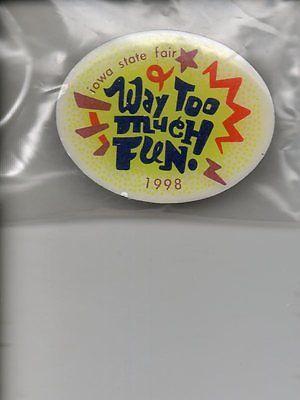 iowa state fair
Way Too
much
Fun.
1998